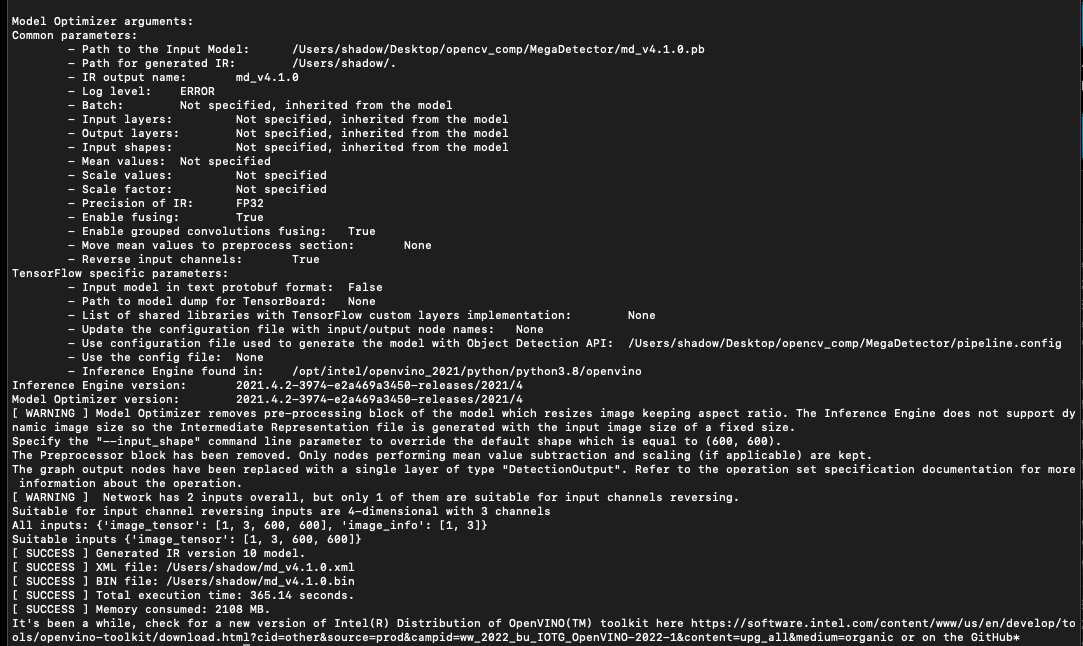 Model Optimizer arguments:
Common parameters:
- Path to the Input Model: /Users/shadow/Desktop/opencv_comp/MegaDetector/md_v4.1.0.pb
- Path for generated IR: /Users/shadow/.
- IR output name: md_v4.1.0
- Log level: ERROR
- Batch: Not specified, inherited from the model
- Input layers: Not specified, inherited from the model
- Output layers: Not specified, inherited from the model
- Input shapes: Not specified, inherited from the model
- Mean values: Not specified
- Scale values: Not specified
- Scale factor: Not specified
- Precision of IR: FP32
- Enable fusing: True
- Enable grouped convolutions fusing: True
- Move mean values to preprocess section: None
- Reverse input channels: True
TensorFlow specific parameters:
- Input model in text protobuf format: False
- Path to model dump for TensorBoard: None
- List of shared libraries with TensorFlow custom layers implementation: None
- Update the configuration file with input/output node names: None
- Use configuration file used to generate the model with Object Detection API: /Users/shadow/Desktop/opencv_comp/MegaDetector/pipeline.config
- Use the config file: None
- Inference Engine found in: /opt/intel/openvino_2021/python/python3.8/openvino
Inference Engine version: 2021.4.2-3974-e2a469a3450-releases/2021/4
Model Optimizer version: 2021.4.2-3974-e2a469a3450-releases/2021/4
[ WARNING ] Model Optimizer removes pre-processing block of the model which resizes image keeping aspect ratio. The Inference Engine does not support dy
namic image size so the Intermediate Representation file is generated with the input image size of a fixed size.
Specify the "--input_shape" command line parameter to override the default shape which is equal to (600, 600).
The Preprocessor block has been removed. Only nodes performing mean value subtraction and scaling (if applicable) are kept.
The graph output nodes have been replaced with a single layer of type "DetectionOutput". Refer to the operation set specification documentation for more
information about the operation.
[ WARNING ] Network has 2 inputs overall, but only 1 of them are suitable for input channels reversing.
Suitable for input channel reversing inputs are 4-dimensional with 3 channels
All inputs: {'image_tensor': [1, 3, 600, 600], 'image_info': [1, 3]}
Suitable inputs {'image_tensor': [1, 3, 600, 600]}
[ SUCCESS ] Generated IR version 10 model.
[ SUCCESS ] XML file: /Users/shadow/md_v4.1.0.xml
[ SUCCESS ] BIN file: /Users/shadow/md_v4.1.0.bin
[ SUCCESS ] Total execution time: 365.14 seconds.
[ SUCCESS ] Memory consumed: 2108 MB.
It's been a while, check for a new version of Intel(R) Distribution of OpenVINO(TM) toolkit here https://software.intel.com/content/www/us/en/develop/to
ols/openvino-toolkit/download.html?cid=other&source=prod&campid=ww_2022_bu_IOTG_OpenVINO-2022-1&content=upg_all&medium=organic or on the GitHub*